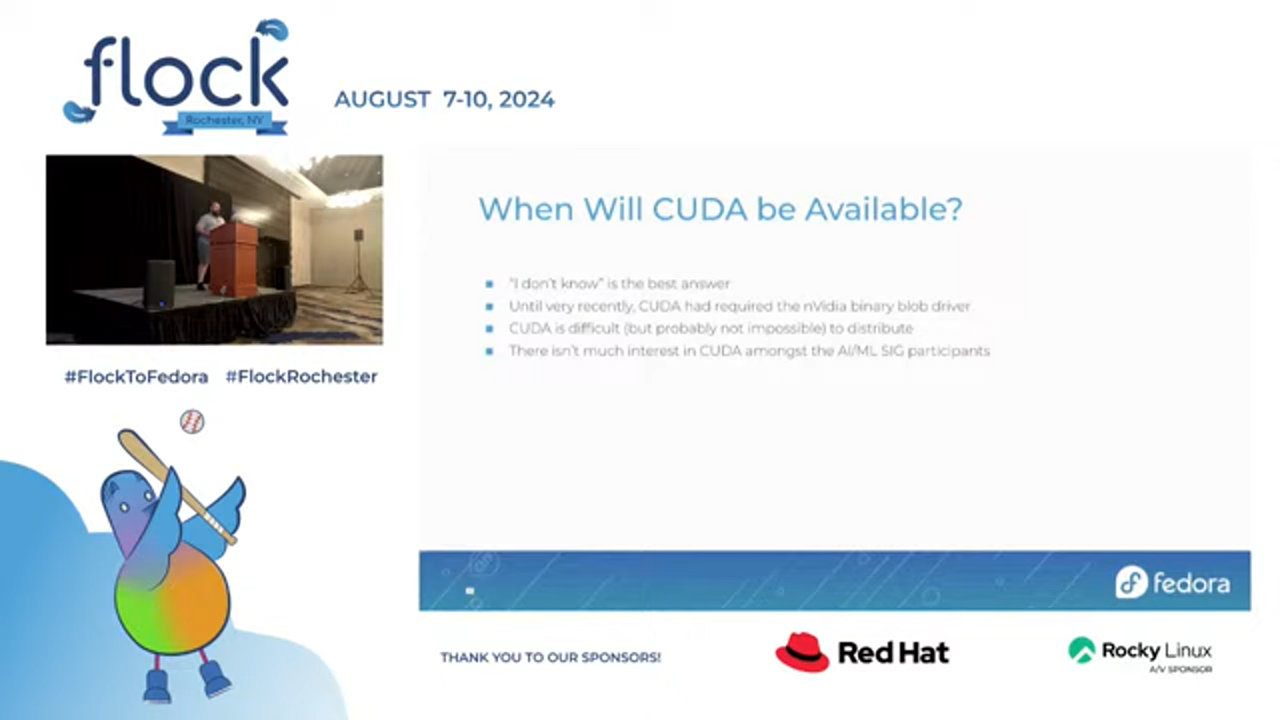 flock
Rochester, NY
AUGUST 7-10, 2024
When Will CUDA be Available?
"I don't know" is the best answer
Until very recently, CUDA had required the nVidia binary blob driver
CUDA is difficult (but probably not impossible) to distribute
There isn't much interest in CUDA amongst the AI/ML SIG participants
#FlockToFedora #FlockRochester
fedora
THANK YOU TO OUR SPONSORS!
Red Hat
Rocky Linux
A/V SPONSOR